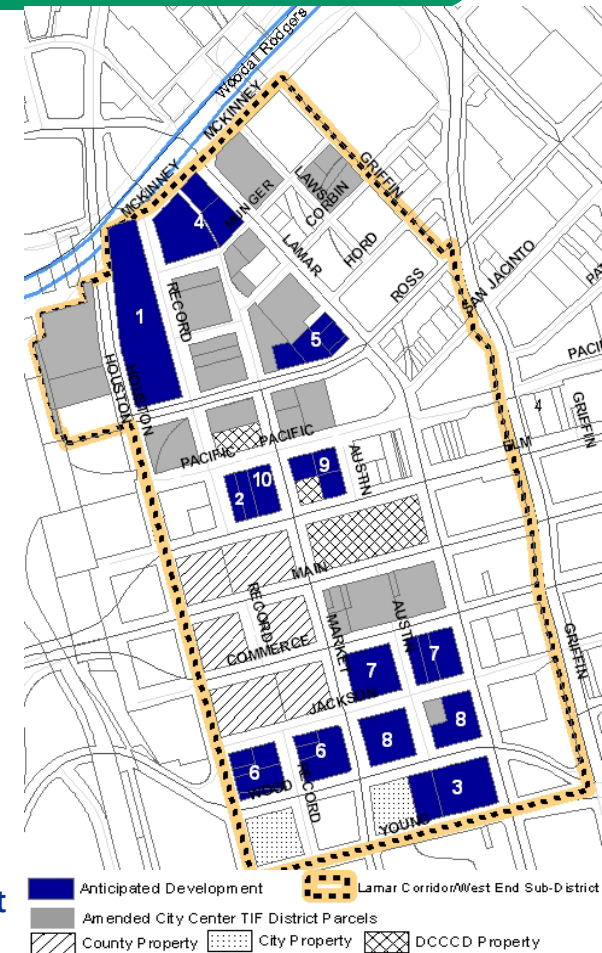 Woodall Rodgers
MCKINNEY
MCKINNEY
GRIFFIN
LAWS
CORBIN
MUNGER
4
LAMAR
HORD
ROSS
SAN JACINTO
RECORD
1
5
HOUSTON
HOUSTON
PACIFIC
PACIFIC
4
GRIFFIN
ELM
AUSTIN
2
10
9
MAIN
RECORD
COMMERCE
MARKET
AUSTIN
GRIFFIN
7
7
JACKSON
8
8
6
6
RECORD
WOOD
3
YOUNG
t
Anticipated Development
Lamar Corridor/West End Sub-District
Amended City Center TIF District Parcels
County Property
City Property
DCCCD Property